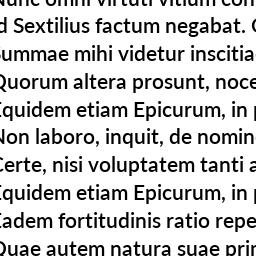 Nunc omni virtuti vitium con
d Sextilius factum negabat. C
Summae mihi videtur inscitia
Quorum altera prosunt, noce
Equidem etiam Epicurum, in p
Non laboro, inquit, de nomin
Certe, nisi voluptatem tanti a
Equidem etiam Epicurum, in p
Eadem fortitudinis ratio repe
Quae autem natura suae prim